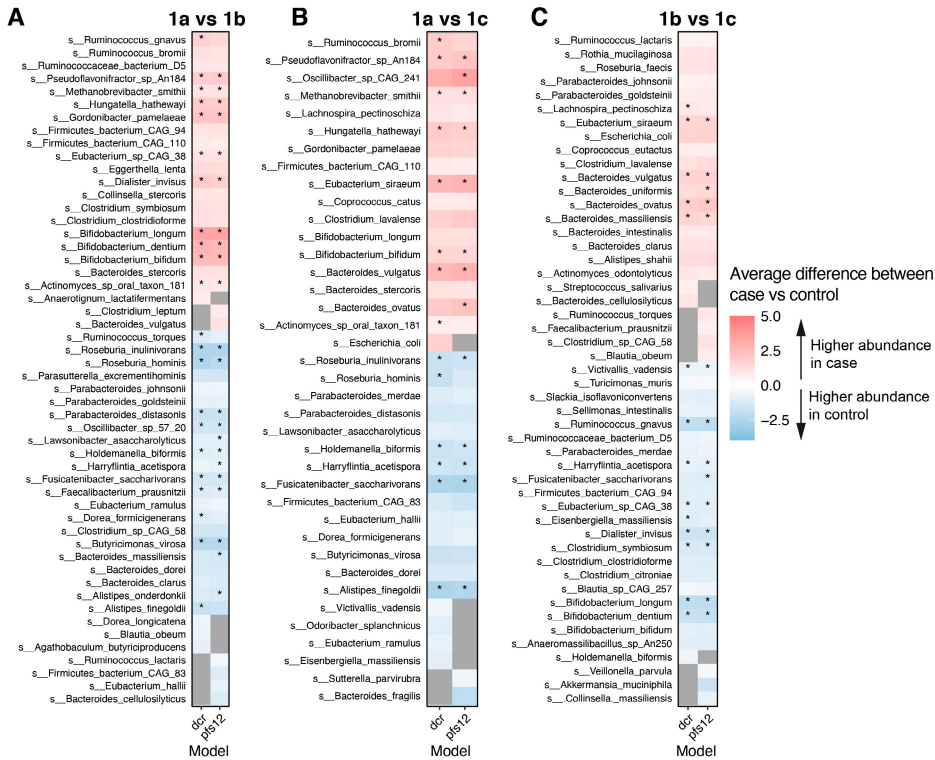 A
1a vs 1b
s__Ruminococcus_gnavus
s__Ruminococcus_bromii
s__Ruminococcaceae_bacterium_D5
s__Pseudoflavonifractor_sp_An184
s__Methanobrevibacter_smithii
s__Hungatella_hathewayi
s__Gordonibacter_pamelaeae
s__Firmicutes_bacterium_CAG_94
s__Firmicutes_bacterium_CAG_110
s__Eubacterium_sp_CAG_38
s__Eggerthella_lenta
s__Dialister_invisus
s__Collinsella_stercoris
s__Clostridium_symbiosum
s__Clostridium_clostridioforme
s__Bifidobacterium_longum
s__Bifidobacterium_dentium
s__Bifidobacterium_bifidum
s__Bacteroides_stercoris
s__Actinomyces_sp_oral_taxon_181
s__Anaerotignum_lactatifermentans
s__Clostridium_leptum
s__Bacteroides_vulgatus
s__Ruminococcus_torques
s__Roseburia_inulinivorans
s__Roseburia_hominis
s__Parasutterella_excrementihominis
s__Parabacteroides_johnsonii
s__Parabacteroides_goldsteinii
s__Parabacteroides_distasonis
s__Oscillibacter_sp_57_20
s__Lawsonibacter_asaccharolyticus
s__Holdemanella_biformis
s__Harryflintia_acetispora
s__Fusicatenibacter_saccharivorans
s__Faecalibacterium_prausnitzii
s__Eubacterium_ramulus
s__Dorea_formicigenerans
s__Clostridium_sp_CAG_58
s__Butyricimonas_virosa
s__Bacteroides_massiliensis
s__Bacteroides_dorei
s__Bacteroides_clarus
s__Alistipes_onderdonkii
s__Alistipes_finegoldii
s__Dorea_longicatena
s__Blautia_obeum
s__Agathobaculum_butyriciproducens
s__Ruminococcus_lactaris
s__Firmicutes_bacterium_CAG_83
s__Eubacterium_hallii
s__Bacteroides_cellulosilyticus
dcr
pfs12
Model
B
1a vs 1c
s__Ruminococcus_bromii
s__Pseudoflavonifractor_sp_An184
s__Oscillibacter_sp_CAG_241
s__Methanobrevibacter_smithii
s__Lachnospira_pectinoschiza
s__Hungatella_hathewayi
s__Gordonibacter_pamelaeae
s__Firmicutes_bacterium_CAG_110
s__Eubacterium_siraeum
s__Coprococcus_catus
s__Clostridium_lavalense
s__Bifidobacterium_longum
s__Bifidobacterium_bifidum
s__Bacteroides_vulgatus
s__Bacteroides_stercoris
s__Bacteroides_ovatus
s__Actinomyces_sp_oral_taxon_181
s__Escherichia_coli
s__Roseburia_inulinivorans
s__Roseburia_hominis
s__Parabacteroides_merdae
s__Parabacteroides_distasonis
s__Lawsonibacter_asaccharolyticus
s__Holdemanella_biformis
s__Harryflintia_acetispora
s__Fusicatenibacter_saccharivorans
s__Firmicutes_bacterium_CAG_83
s__Eubacterium_hallii
s__Dorea_formicigenerans
s__Butyricimonas_virosa
s__Bacteroides_dorei
s__Alistipes_finegoldii
s__Victivallis_vadensis
s__Odoribacter_splanchnicus
s__Eubacterium_ramulus
s__Eisenbergiella_massiliensis
s__Sutterella_parvirubra
s__Bacteroides_fragilis
dcr
pfs12
Model
C
1b vs 1c
s__Ruminococcus_lactaris
s__Rothia_mucilaginosa
s__Roseburia_faecis
s__Parabacteroides_johnsonii
s__Parabacteroides_goldsteinii
s__Lachnospira_pectinoschiza
s__Eubacterium_siraeum
s__Escherichia_coli
s__Coprococcus_eutactus
s__Clostridium_lavalense
s__Bacteroides_vulgatus
s__Bacteroides_uniformis
s__Bacteroides_ovatus
s__Bacteroides_massiliensis
s__Bacteroides_intestinalis
s__Bacteroides_clarus
s__Alistipes_shahii
s__Actinomyces_odontolyticus
s__Streptococcus_salivarius
s__Bacteroides_cellulosilyticus
s__Ruminococcus_torques
s__Faecalibacterium_prausnitzii
s__Clostridium_sp_CAG_58
s__Blautia_obeum
s__Victivallis_vadensis
s__Turicimonas_muris
s__Slackia_isoflavoniconvertens
s__Sellimonas_intestinalis
s__Ruminococcus_gnavus
s__Ruminococcaceae_bacterium_D5
s__Parabacteroides_merdae
s__Harryflintia_acetispora
s__Fusicatenibacter_saccharivorans
s__Firmicutes_bacterium_CAG_94
s__Eubacterium_sp_CAG_38
s__Eisenbergiella_massiliensis
s__Dialister_invisus
s__Clostridium_symbiosum
s__Clostridium_clostridioforme
s__Clostridium_citroniae
s__Blautia_sp_CAG_257
s__Bifidobacterium_longum
s__Bifidobacterium_dentium
s__Bifidobacterium_bifidum
s__Anaeromassilibacillus_sp_An250
s__Holdemanella_biformis
s__Veillonella_parvula
s__Akkermansia_muciniphila
s__Collinsella_massiliensis
dcr
pfs12
Model
Average difference between
case vs control
5.0
2.5
0.0
−2.5
Higher abundance
in case
Higher abundance
in control